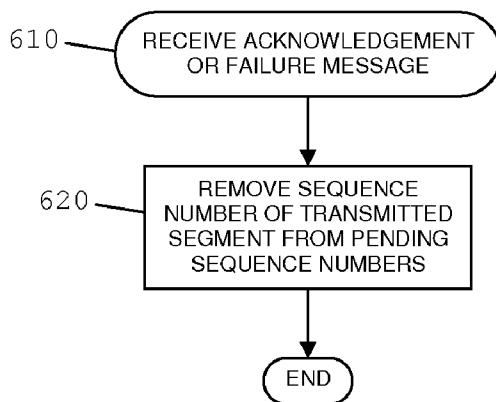 610
RECEIVE ACKNOWLEDGEMENT
OR FAILURE MESSAGE
620
REMOVE SEQUENCE
NUMBER OF TRANSMITTED
SEGMENT FROM PENDING
SEQUENCE NUMBERS
END